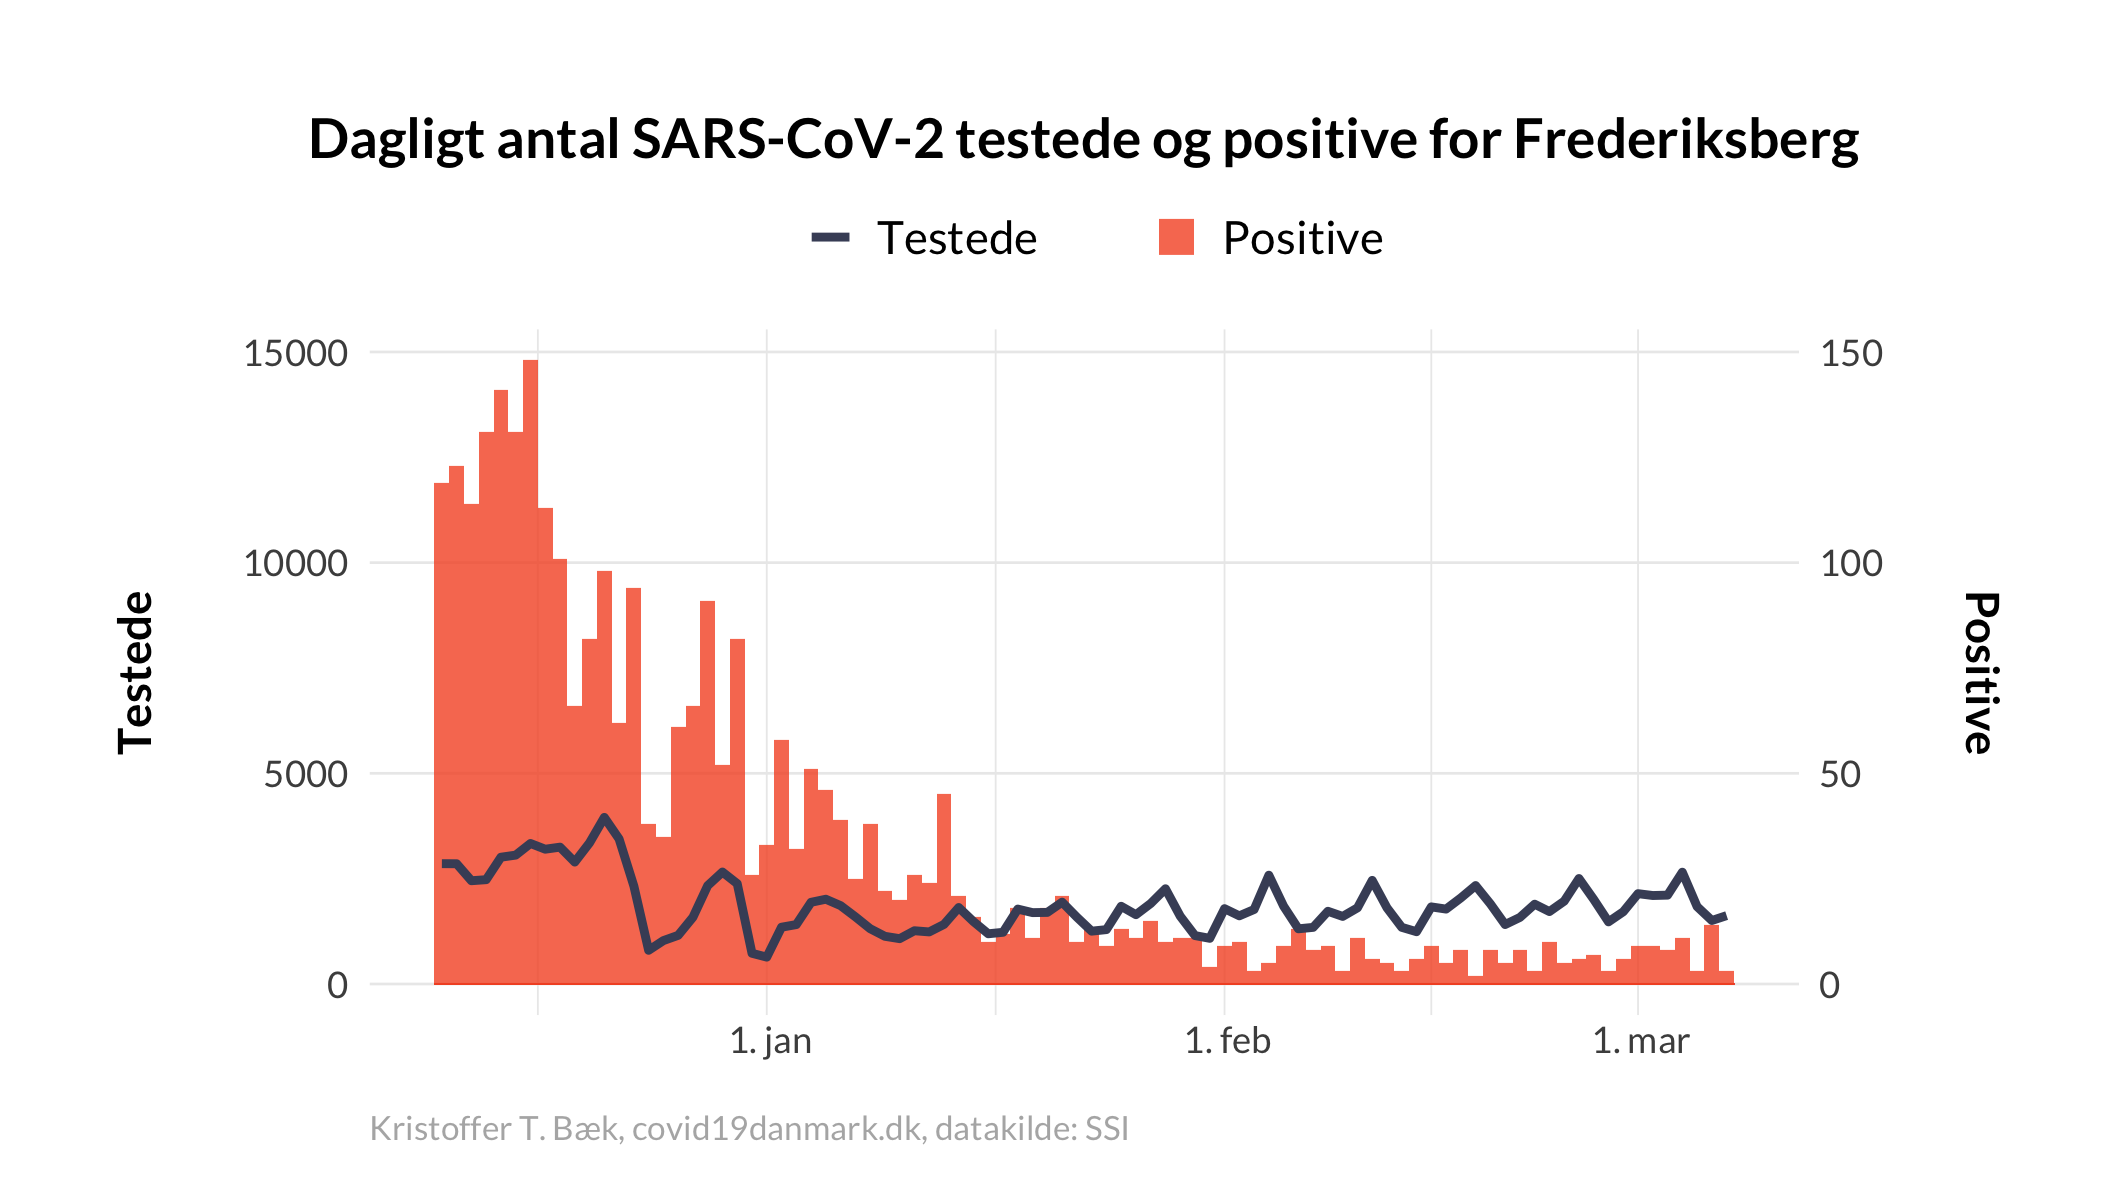 Dagligt antal SARS-CoV-2 testede og positive for Frederiksberg
Testede
Positive
15000
10000
5000
0
150
100
50
0
Testede
Positive
1. jan
1. feb
1. mar
Kristoffer T. Bæk, covid19danmark.dk, datakilde: SSI